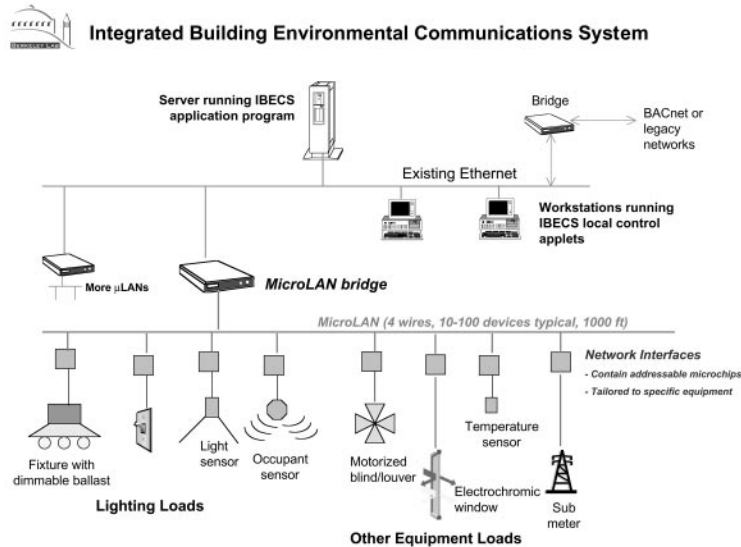 BERKELEY LAB
Integrated Building Environmental Communications System
Server running IBECS
application program
Bridge
BACnet or
legacy
networks
Existing Ethernet
Workstations running
IBECS local control
applets
More µLANs
MicroLAN bridge
MicroLAN (4 wires, 10-100 devices typical, 1000 ft)
Network Interfaces
- Contain addressable microchips
- Tailored to specific equipment
Fixture with
dimmable ballast
Light
sensor
Occupant
sensor
Motorized
blind/louver
Temperature
sensor
Electrochromic
window
Sub
meter
Lighting Loads
Other Equipment Loads